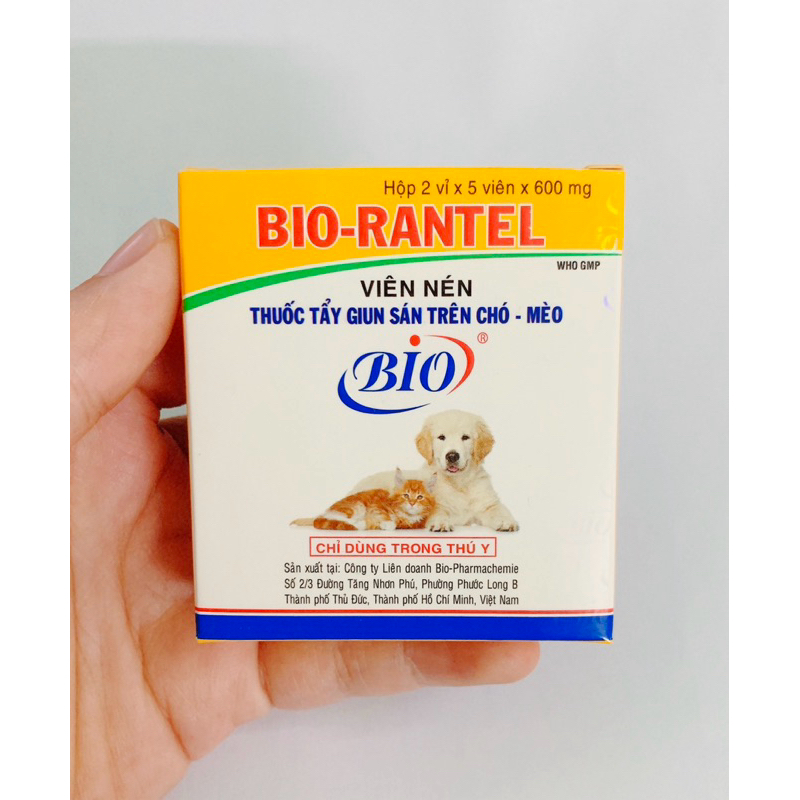 Hộp 2 vỉ x 5 viên x 600 mg
BIO-RANTEL
WHO GMP
VIÊN NÉN
THUỐC TẨY GIUN SÁN TRÊN CHÓ - MÈO
BIO®
CHỈ DÙNG TRONG THÚ Y
Sản xuất tại: Công ty Liên doanh Bio-Pharmachemie
Số 2/3 Đường Tăng Nhơn Phú, Phường Phước Long B
Thành phố Thủ Đức, Thành phố Hồ Chí Minh, Việt Nam